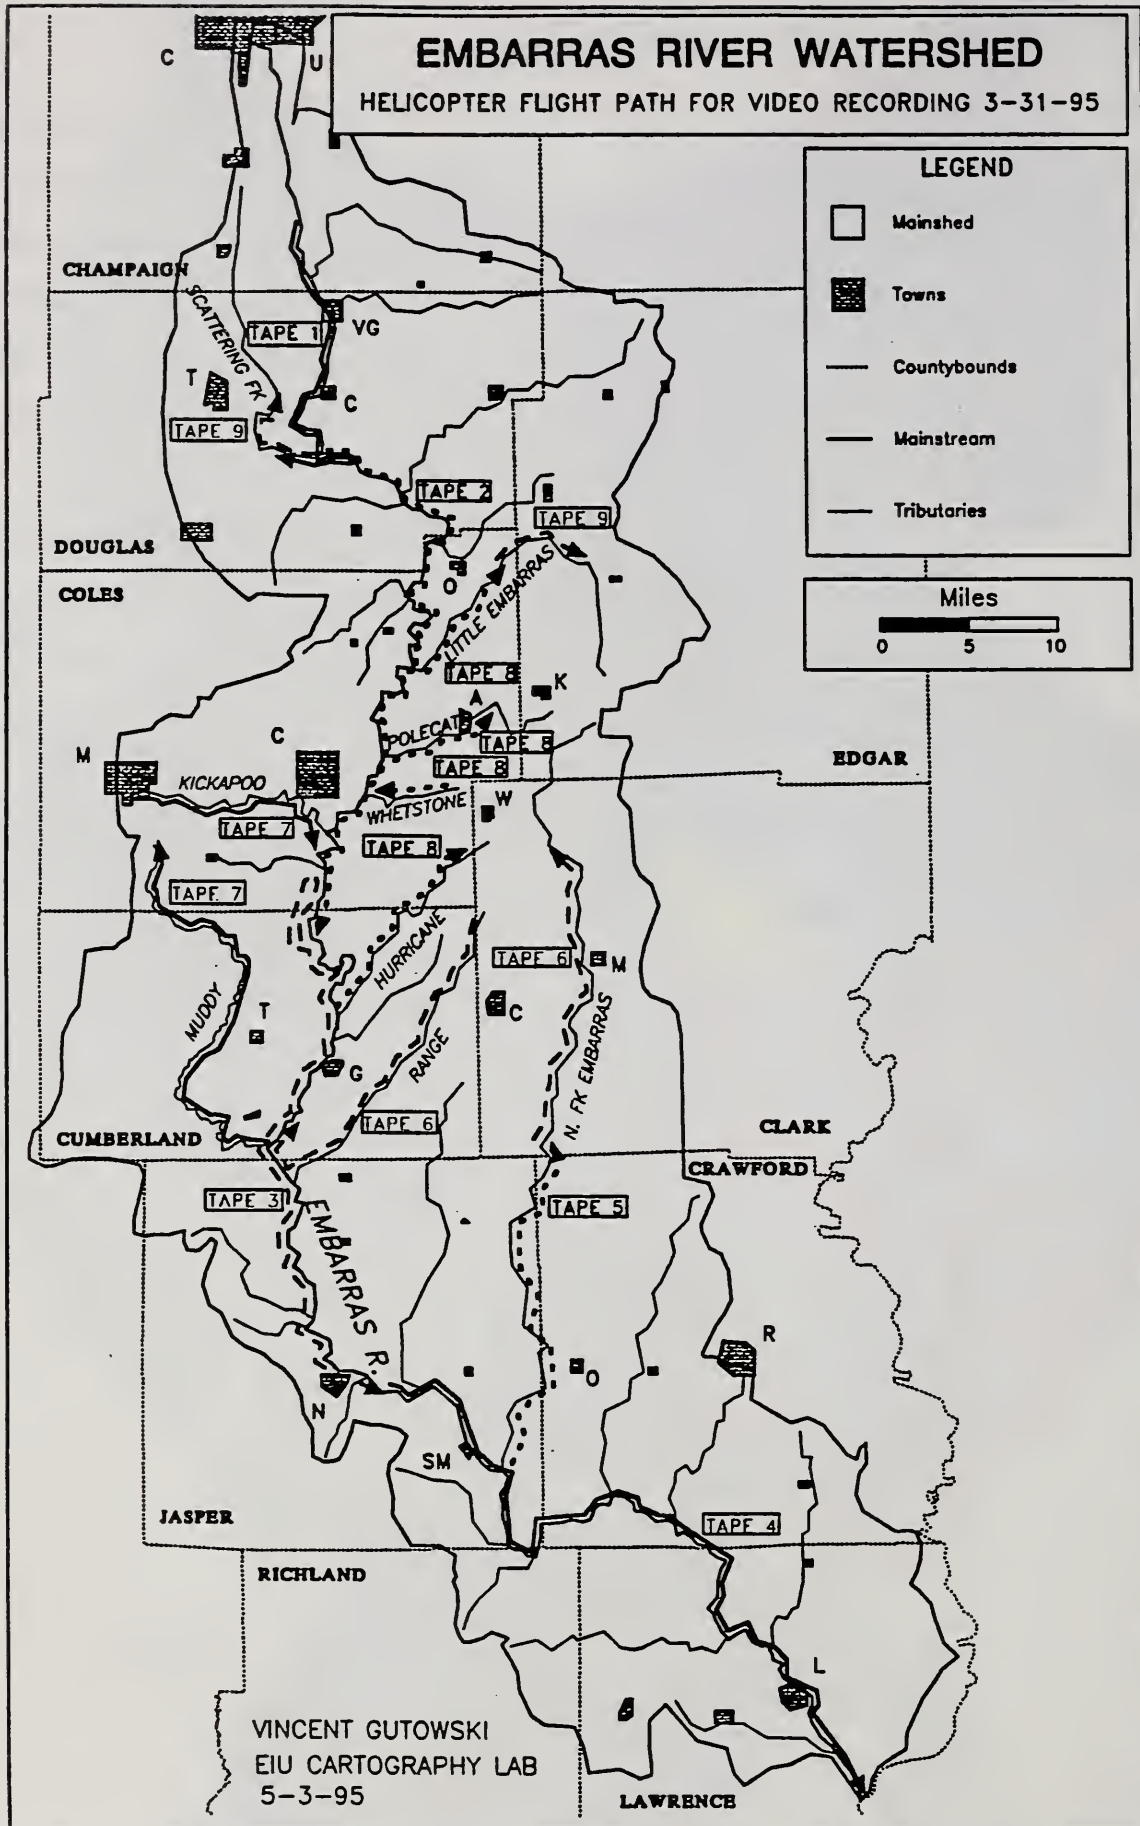 EMBARRAS RIVER WATERSHED
HELICOPTER FLIGHT PATH FOR VIDEO RECORDING 3-31-95
LEGEND
Mainshed
Towns
Countybounds
Mainstream
Tributaries
Miles
0 5 10
C
U
CHAMPAIGN
SCATTERING FK
TAPE 1
VG
T
C
TAPE 9
TAPE 2
TAPE 9
DOUGLAS
COLES
O
LITTLE EMBARRAS
TAPE 8
K
A
POLECAT
TAPE 8
TAPE 8
EDGAR
M
C
KICKAPOO
WHETSTONE
W
TAPE 7
TAPE 8
TAPE 7
HURRICANE
TAPE 6
M
MUDDY
T
C
RANGE
G
N. FK EMBARRAS
TAPE 6
CUMBERLAND
CLARK
CRAWFORD
TAPE 3
TAPE 5
EMBARRAS R.
R
O
N
SM
JASPER
TAPE 4
RICHLAND
L
VINCENT GUTOWSKI
EIU CARTOGRAPHY LAB
5-3-95
LAWRENCE